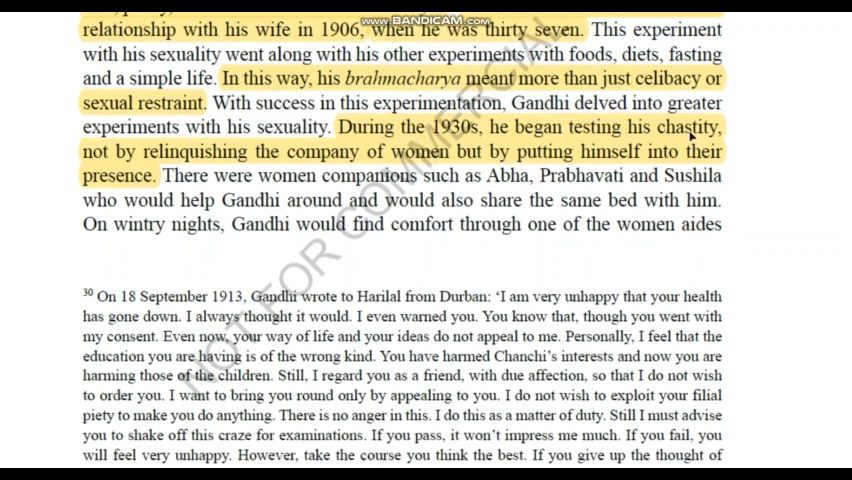 www.BANDICAM.com
relationship with his wife in 1906, when he was thirty seven. This experiment
with his sexuality went along with his other experiments with foods, diets, fasting
and a simple life. In this way, his brahmacharya meant more than just celibacy or
sexual restraint. With success in this experimentation, Gandhi delved into greater
experiments with his sexuality. During the 1930s, he began testing his chastity,
not by relinquishing the company of women but by putting himself into their
presence. There were women companions such as Abha, Prabhavati and Sushila
who would help Gandhi around and would also share the same bed with him.
On wintry nights, Gandhi would find comfort through one of the women aides
NOT FOR COMMERCIAL
30 On 18 September 1913, Gandhi wrote to Harilal from Durban: ‘I am very unhappy that your health
has gone down. I always thought it would. I even warned you. You know that, though you went with
my consent. Even now, your way of life and your ideas do not appeal to me. Personally, I feel that the
education you are having is of the wrong kind. You have harmed Chanchi’s interests and now you are
harming those of the children. Still, I regard you as a friend, with due affection, so that I do not wish
to order you. I want to bring you round only by appealing to you. I do not wish to exploit your filial
piety to make you do anything. There is no anger in this. I do this as a matter of duty. Still I must advise
you to shake off this craze for examinations. If you pass, it won’t impress me much. If you fail, you
will feel very unhappy. However, take the course you think the best. If you give up the thought of